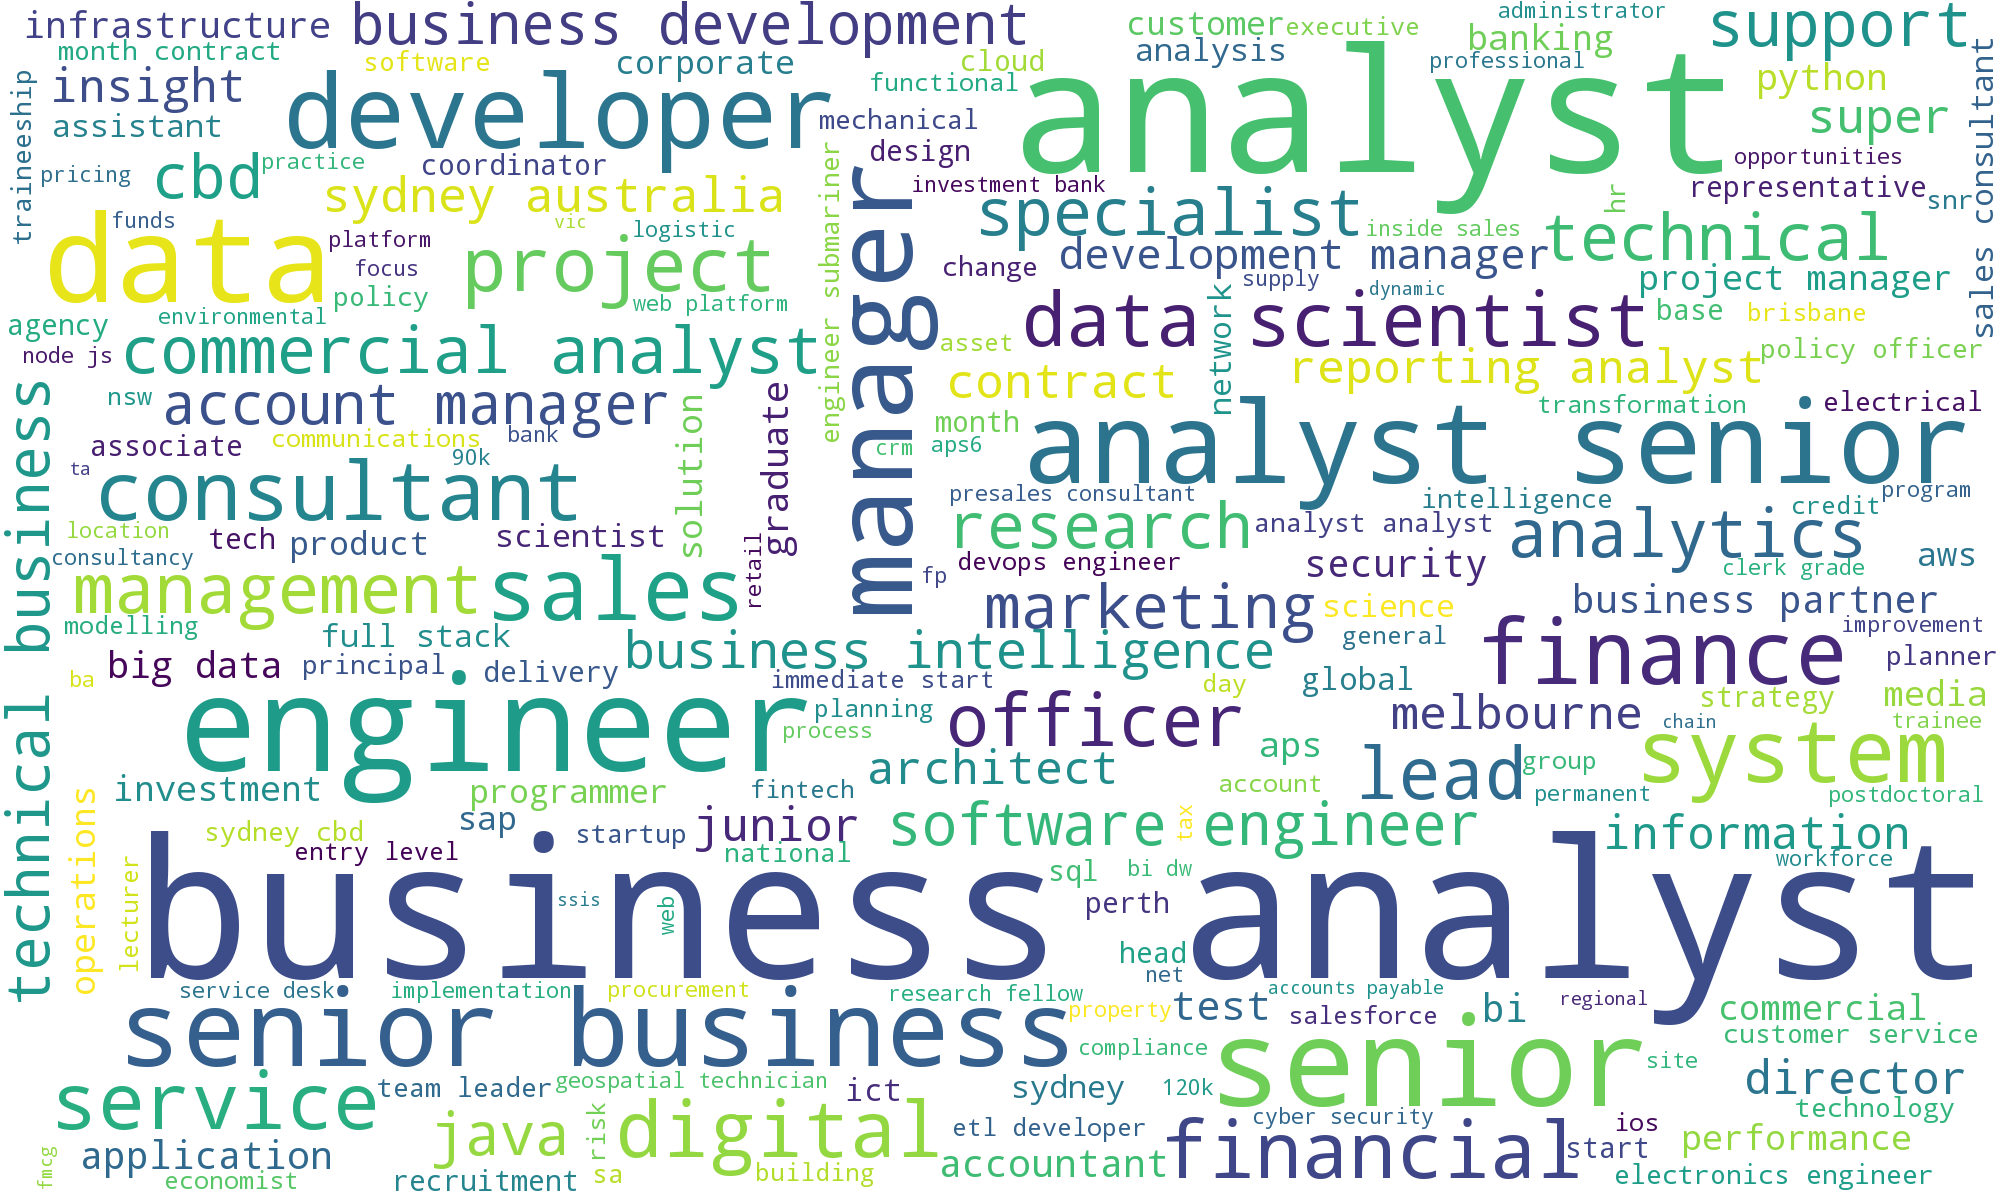 infrastructure
business development
customer
executive
administrator
support
month contract
software
corporate
analysis
banking
professional
cloud
functional
insight
developer
analyst
python
traineeship
assistant
mechanical
super
sales consultant
cbd
practice
coordinator
design
opportunities
pricing
sydney australia
investment bank
representative
engineer submariner
manager
specialist
hr
snr
data
funds
vic
logistic
inside sales
technical
platform
project
focus
development manager
change
supply
project manager
policy
web platform
dynamic
network
data scientist
base
brisbane
agency
environmental
node js
commercial analyst
asset
reporting analyst
policy officer
technical business
nsw
account manager
solution
graduate
contract
transformation
electrical
associate
communications
bank
month
crm
aps6
analyst senior
ta
consultant
90k
presales consultant
intelligence
credit
program
location
tech
product
scientist
research
analyst analyst
analytics
consultancy
retail
devops engineer
security
aws
management
sales
fp
clerk grade
marketing
science
business partner
modelling
full stack
business intelligence
general
finance
improvement
big data
principal
delivery
immediate start
global
planner
ba
day
engineer
planning
officer
melbourne
strategy
media
process
chain
trainee
aps
architect
lead
group
system
investment
programmer
fintech
account
permanent
postdoctoral
operations
sydney cbd
sap
startup
junior
software engineer
tax
information
entry level
national
workforce
lecturer
business analyst
sql
bi dw
ssis
web
perth
head
net
service desk
implementation
procurement
research fellow
accounts payable
regional
senior business
property
test
salesforce
bi
commercial
customer service
compliance
senior
site
service
team leader
geospatial technician
ict
sydney
120k
director
java
risk
digital
etl developer
cyber security
ios
technology
application
financial
start
performance
fmcg
economist
recruitment
sa
building
accountant
electronics engineer